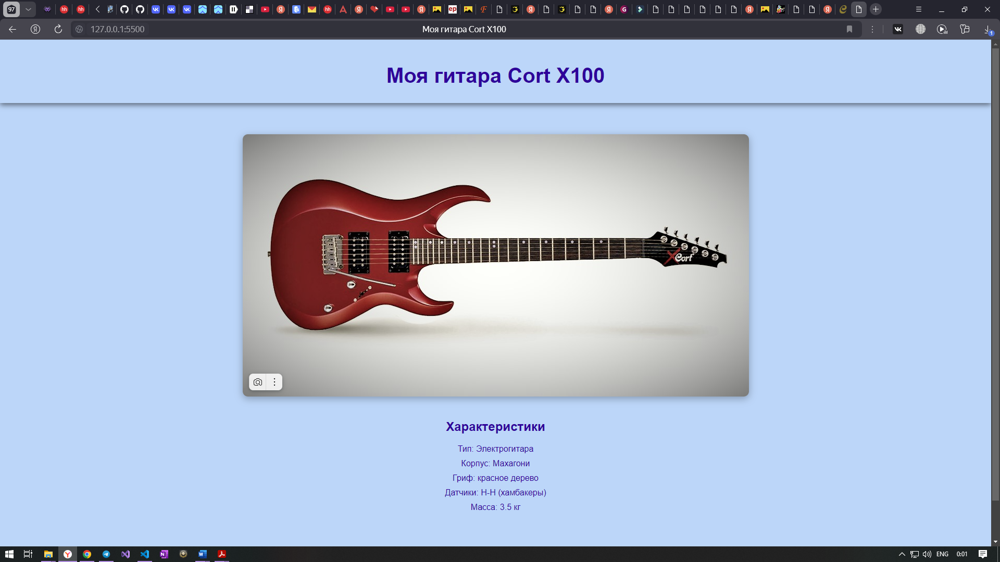 97
127.0.0.1:5500
Моя гитара Cort X100
1
Моя гитара Cort X100
Cort
Характеристики
Тип: Электрогитара
Корпус: Махагони
Гриф: красное дерево
Датчики: H-H (хамбакеры)
Масса: 3.5 кг
ENG
0:01